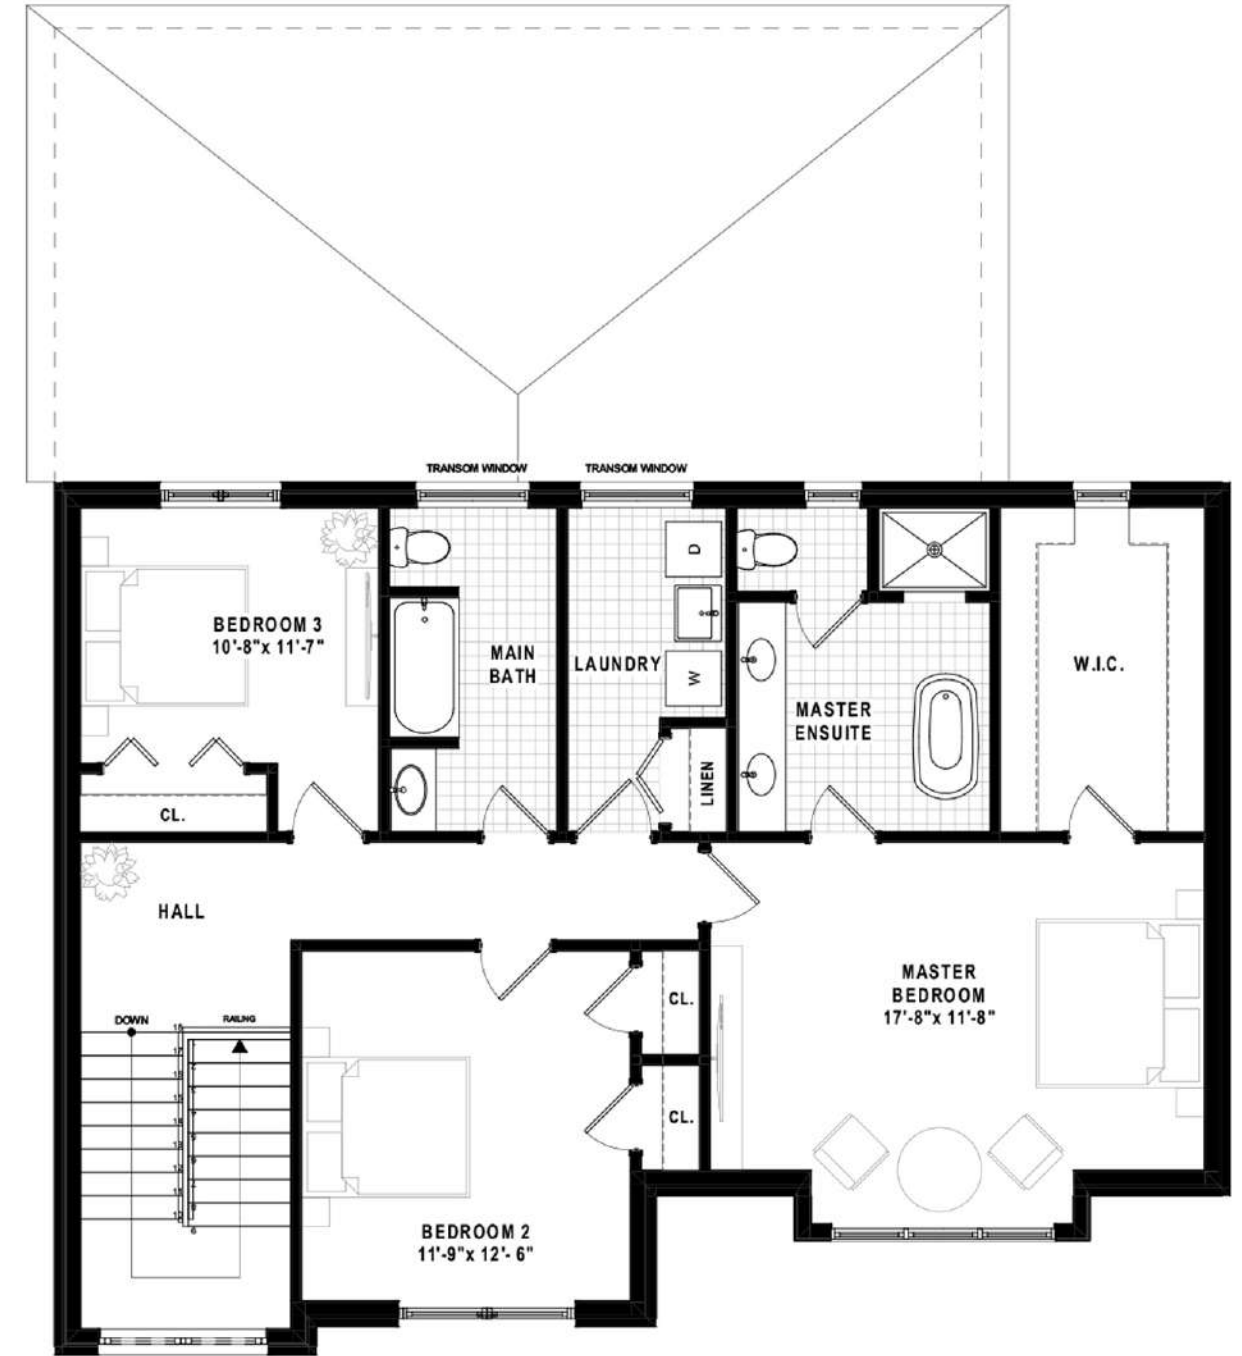 TRANSOM WINDOW
TRANSOM WINDOW
BEDROOM 3
10'-8"x 11'-7"
MAIN
BATH
LAUNDRY
D
W
LINEN
MASTER
ENSUITE
W.I.C.
CL.
HALL
DOWN
RAILING
MASTER
BEDROOM
17'-8"x 11'-8"
CL.
CL.
BEDROOM 2
11'-9"x 12'- 6"